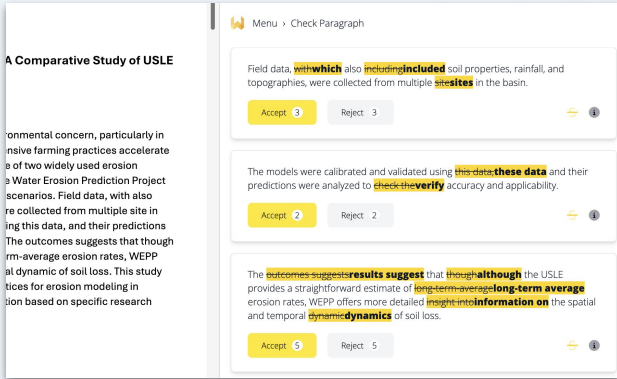 A Comparative Study of USLE
ronmental concern, particularly in
ensive farming practices accelerate
e of two widely used erosion
e Water Erosion Prediction Project
scenarios. Field data, with also
re collected from multiple site in
ing this data, and their predictions
The outcomes suggests that though
rm-average erosion rates, WEPP
al dynamic of soil loss. This study
tices for erosion modeling in
tion based on specific research
Menu › Check Paragraph
Field data, withwhich also includingincluded soil properties, rainfall, and
topographies, were collected from multiple sitesites in the basin.
Accept 3 Reject 3
The models were calibrated and validated using this data,these data and their
predictions were analyzed to check theverify accuracy and applicability.
Accept 2 Reject 2
The outcomes suggestsresults suggest that thoughalthough the USLE
provides a straightforward estimate of long-term-averagelong-term average
erosion rates, WEPP offers more detailed insight intoinformation on the spatial
and temporal dynamicdynamics of soil loss.
Accept 5 Reject 5